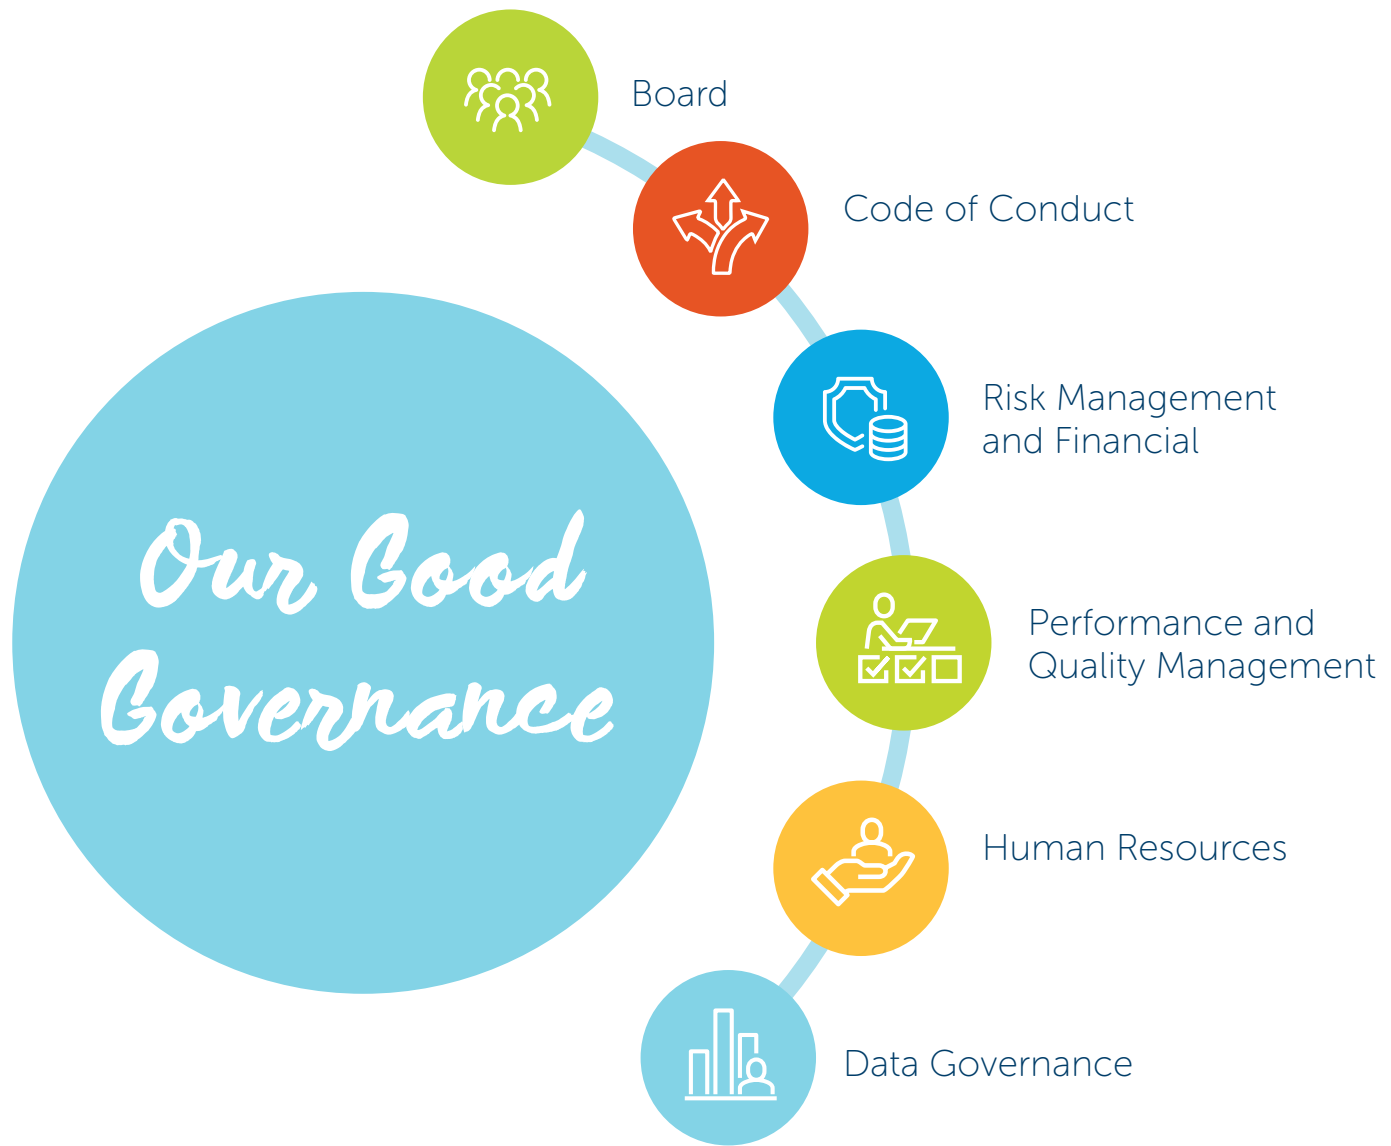 Board
Code of Conduct
Risk Management
and Financial
Our Good
Governance
Performance and
Quality Management
Human Resources
Data Governance